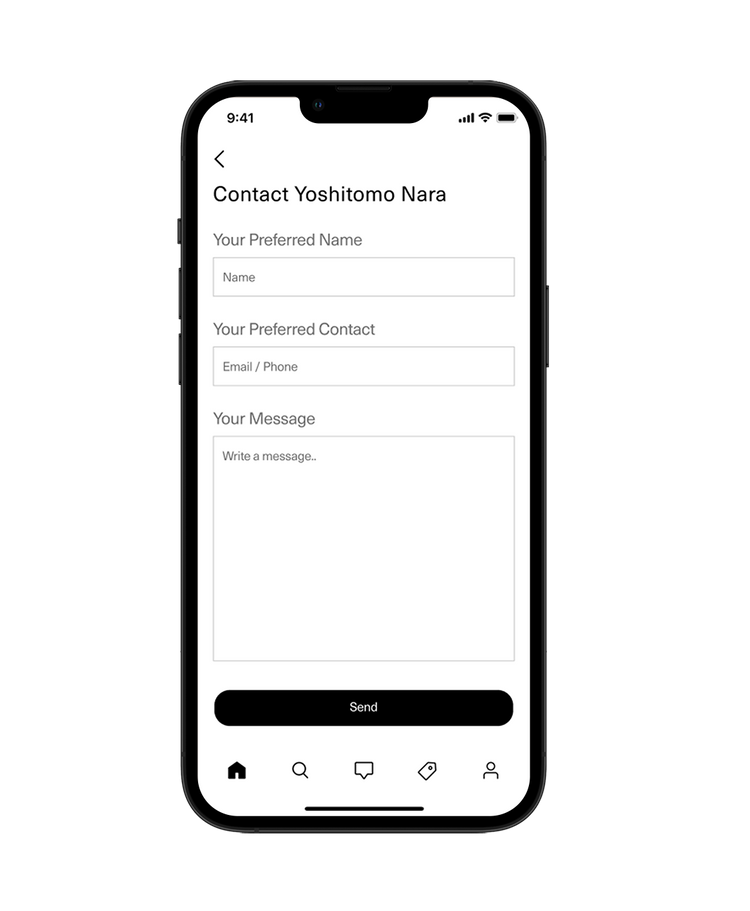 9:41
Contact Yoshitomo Nara
Your Preferred Name
Name
Your Preferred Contact
Email / Phone
Your Message
Write a message..
Send